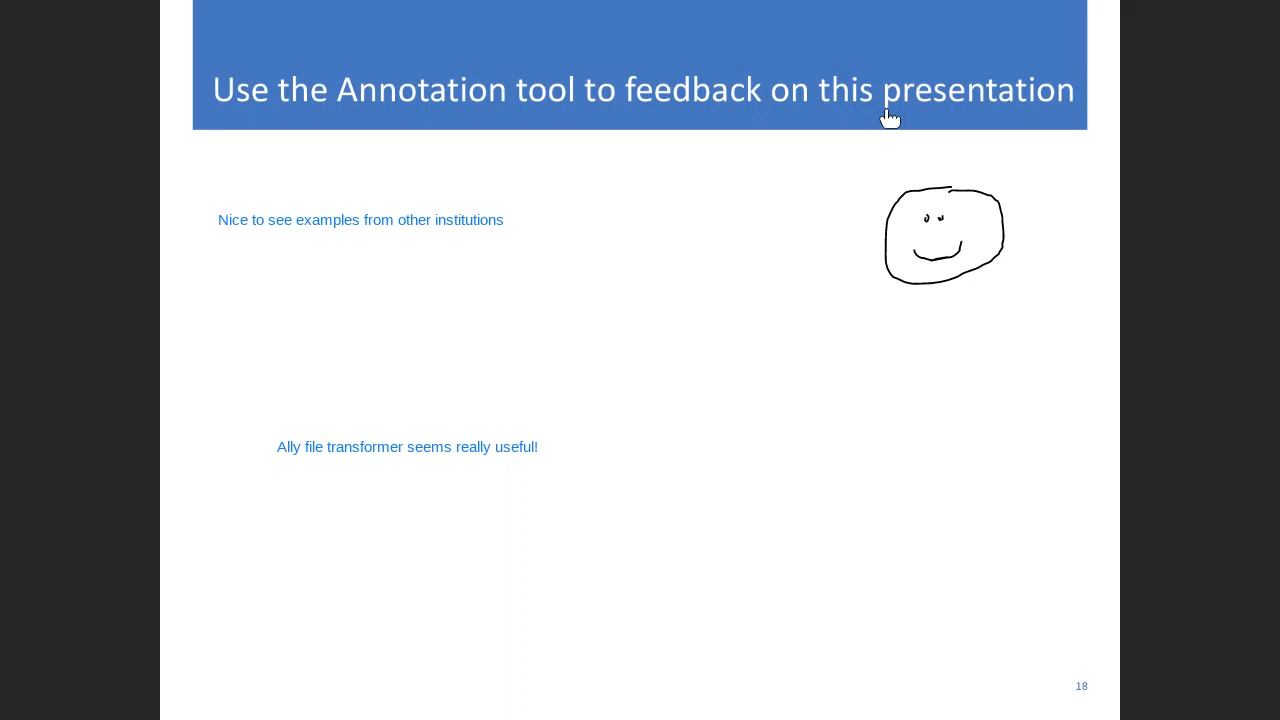 Use the Annotation tool to feedback on this presentation
Nice to see examples from other institutions
Ally file transformer seems really useful!
18